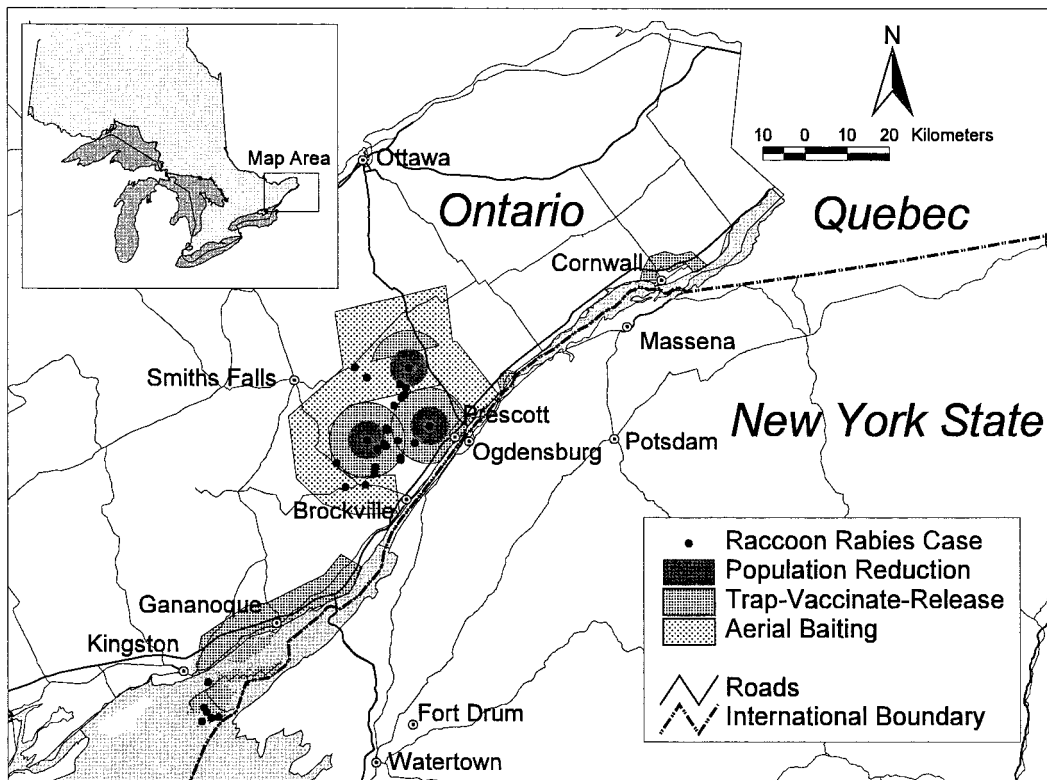 Map Area
N
10 0 10 20 Kilometers
Ottawa
Ontario
Quebec
Cornwall
Massena
Smiths Falls
Prescott
New York State
Ogdensburg
Potsdam
Brockville
Raccoon Rabies Case
Population Reduction
Trap-Vaccinate-Release
Aerial Baiting
Roads
International Boundary
Gananoque
Kingston
Fort Drum
Watertown